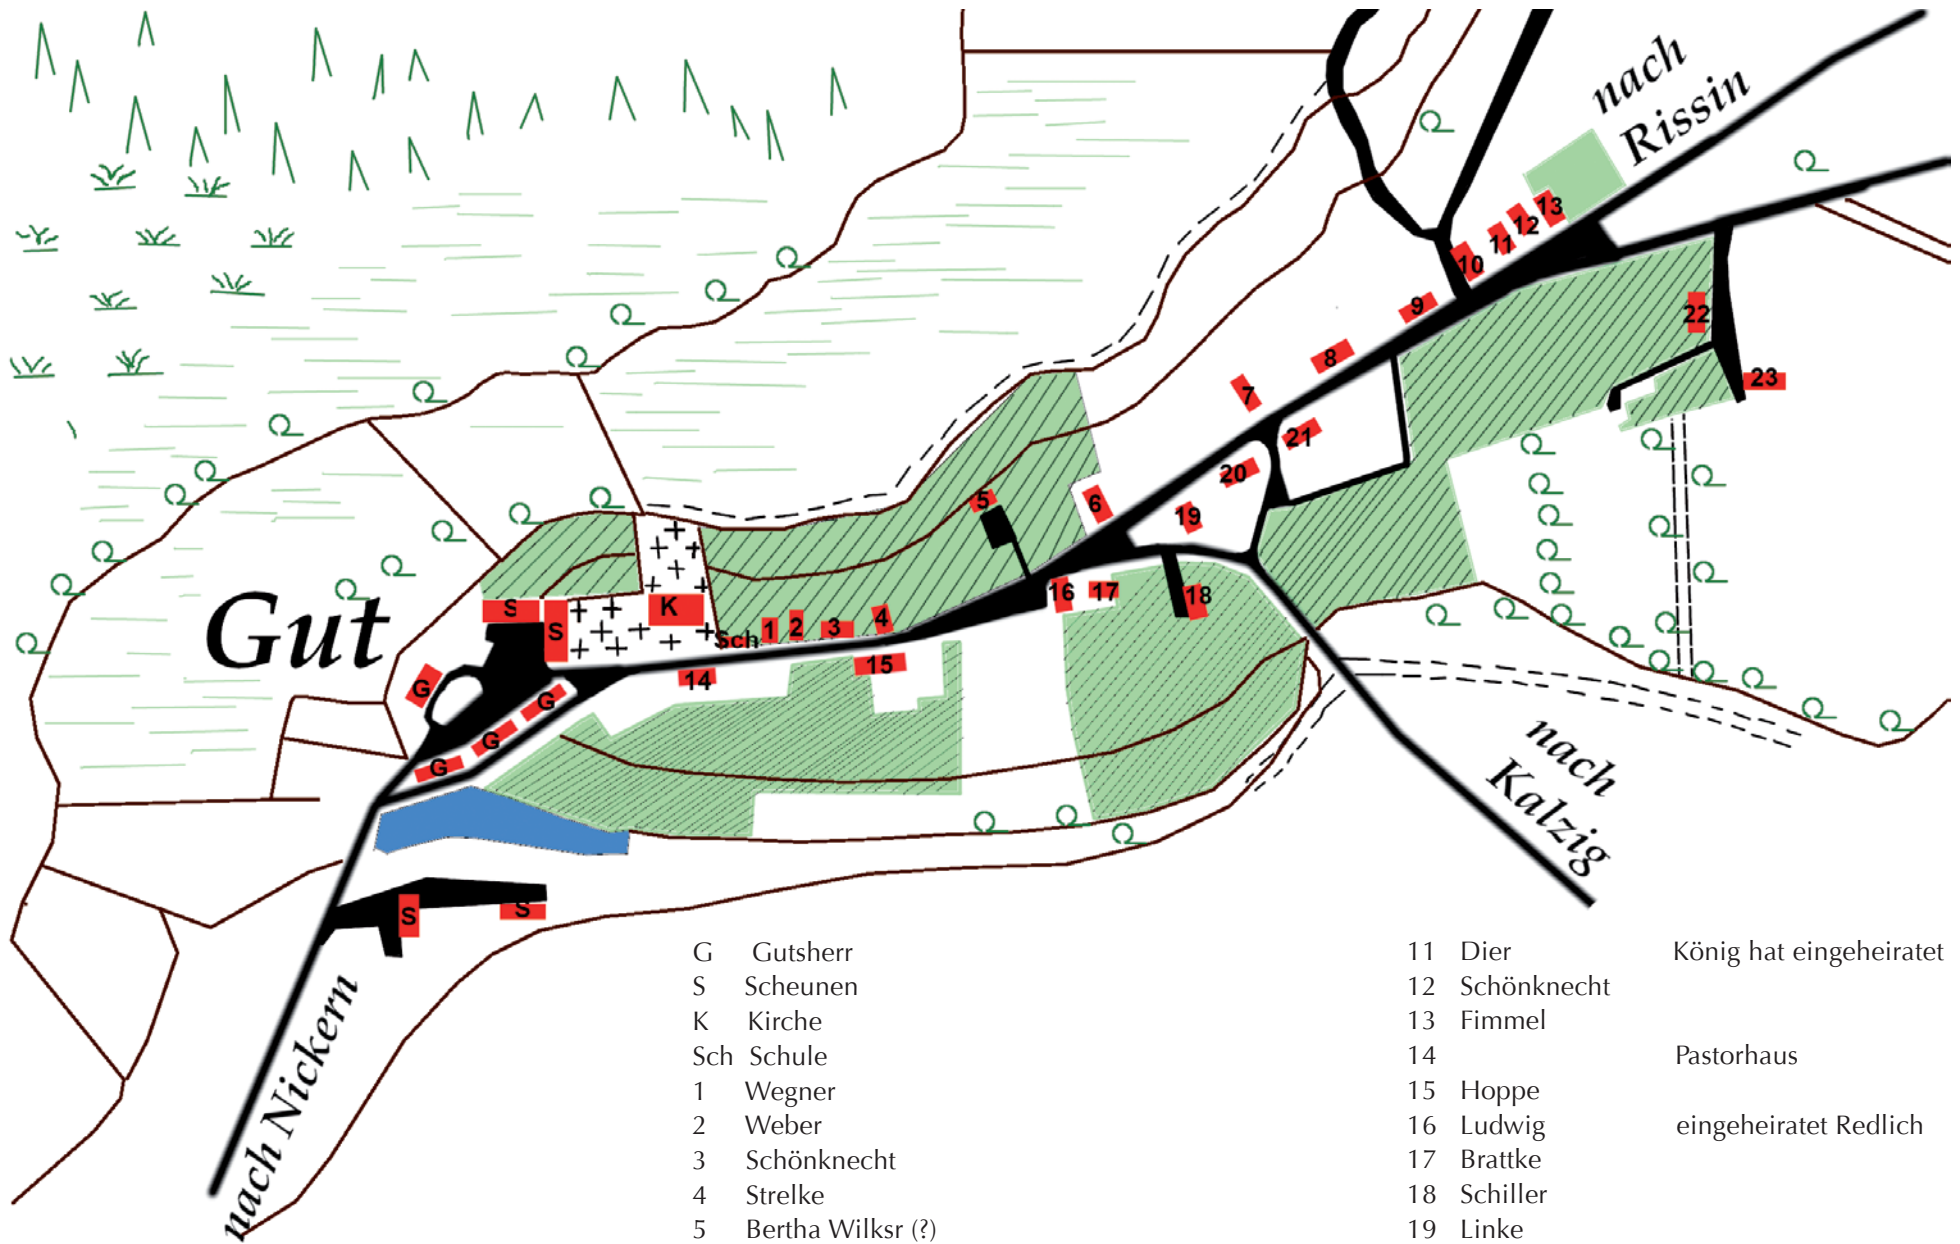 nach
Rissin
13
12
11
10
9
22
8
23
7
21
20
5
6
19
16
17
18
Gut
S
S
K
Sch
1
2
3
4
15
14
G
G
G
G
nach
Kalzig
S
S
nach Nickern
G Gutsherr
S Scheunen
K Kirche
Sch Schule
1 Wegner
2 Weber
3 Schönknecht
4 Strelke
5 Bertha Wilksr (?)
11 Dier König hat eingeheiratet
12 Schönknecht
13 Fimmel
14 Pastorhaus
15 Hoppe
16 Ludwig eingeheiratet Redlich
17 Brattke
18 Schiller
19 Linke